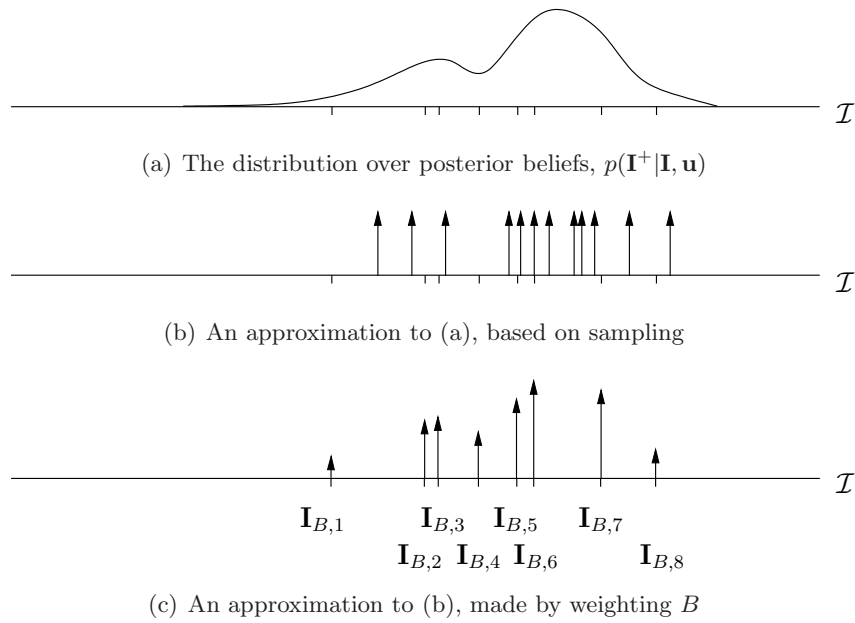 ℐ
(a) The distribution over posterior beliefs, p(𝐈⁺|𝐈, 𝐮)
ℐ
(b) An approximation to (a), based on sampling
ℐ
𝐈_{B,1} 𝐈_{B,3} 𝐈_{B,5} 𝐈_{B,7}
𝐈_{B,2} 𝐈_{B,4} 𝐈_{B,6} 𝐈_{B,8}
(c) An approximation to (b), made by weighting B